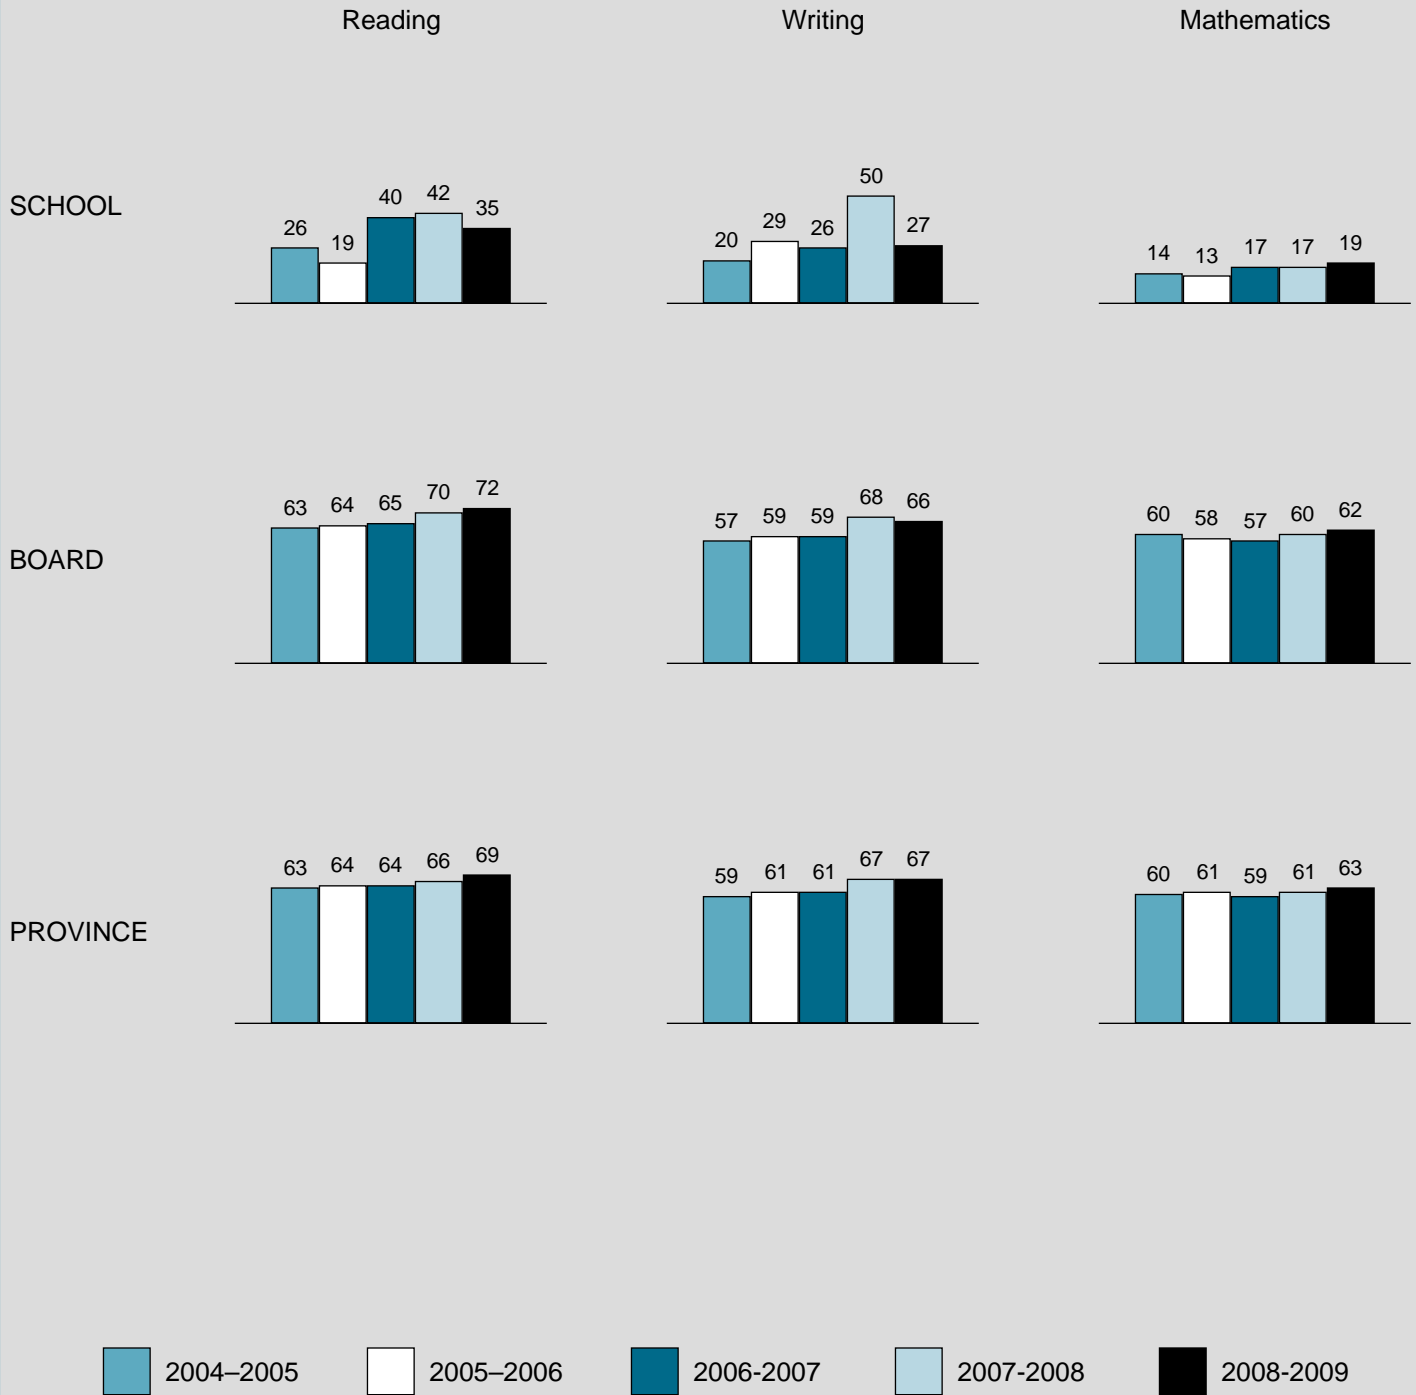 Reading Writing Mathematics
SCHOOL
26 19 40 42 35
20 29 26 50 27
14 13 17 17 19
BOARD
63 64 65 70 72
57 59 59 68 66
60 58 57 60 62
PROVINCE
63 64 64 66 69
59 61 61 67 67
60 61 59 61 63
2004–2005 2005–2006 2006-2007 2007-2008 2008-2009